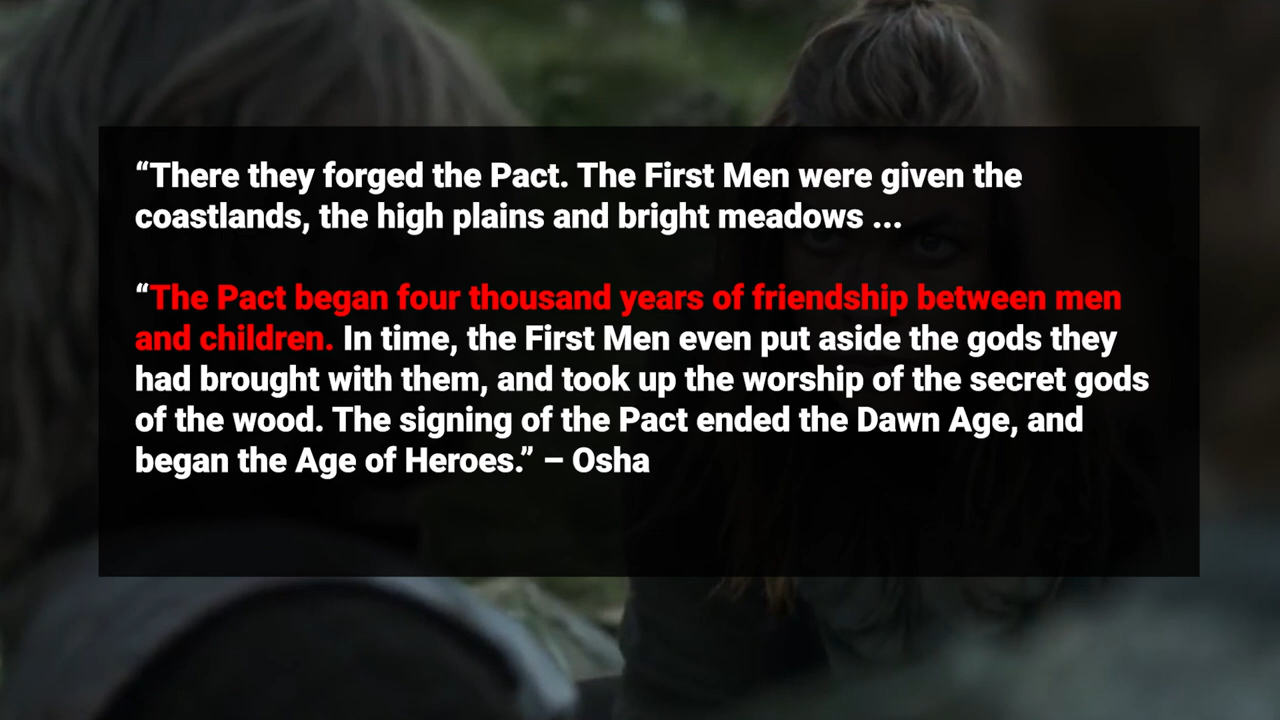 “There they forged the Pact. The First Men were given the
coastlands, the high plains and bright meadows ...
“The Pact began four thousand years of friendship between men
and children. In time, the First Men even put aside the gods they
had brought with them, and took up the worship of the secret gods
of the wood. The signing of the Pact ended the Dawn Age, and
began the Age of Heroes.” – Osha